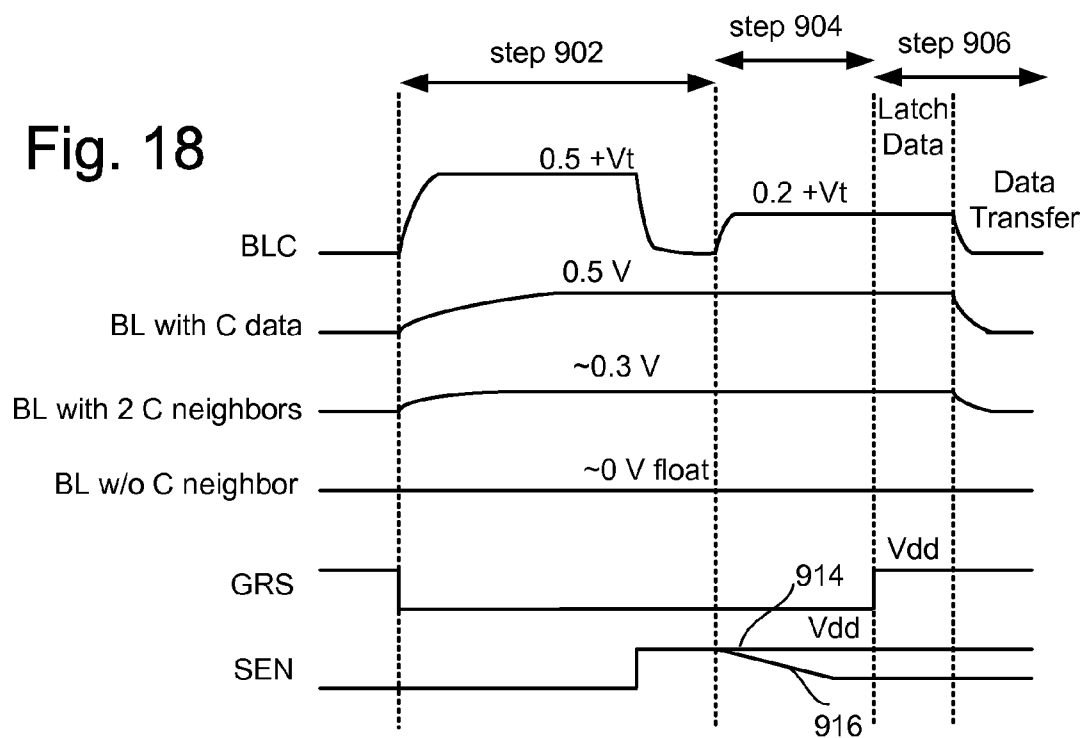 step 904
step 902
step 906
Fig. 18
Latch
Data
0.5 +Vt
0.2 +Vt
Data
Transfer
BLC
0.5 V
BL with C data
~0.3 V
BL with 2 C neighbors
~0 V float
BL w/o C neighbor
Vdd
GRS
914
Vdd
SEN
916